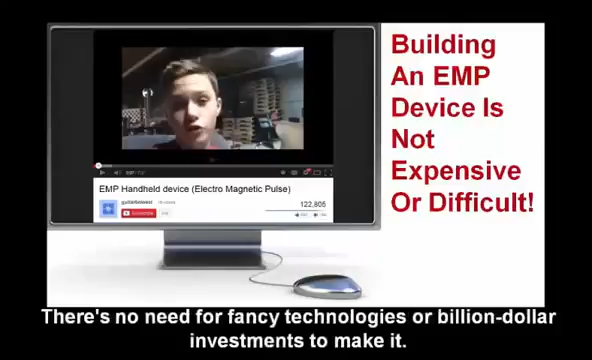 Building
An EMP
Device Is
Not
Expensive
Or Difficult!
EMP Handheld device (Electro Magnetic Pulse)
Subscribe
122,805
There's no need for fancy technologies or billion-dollar
investments to make it.